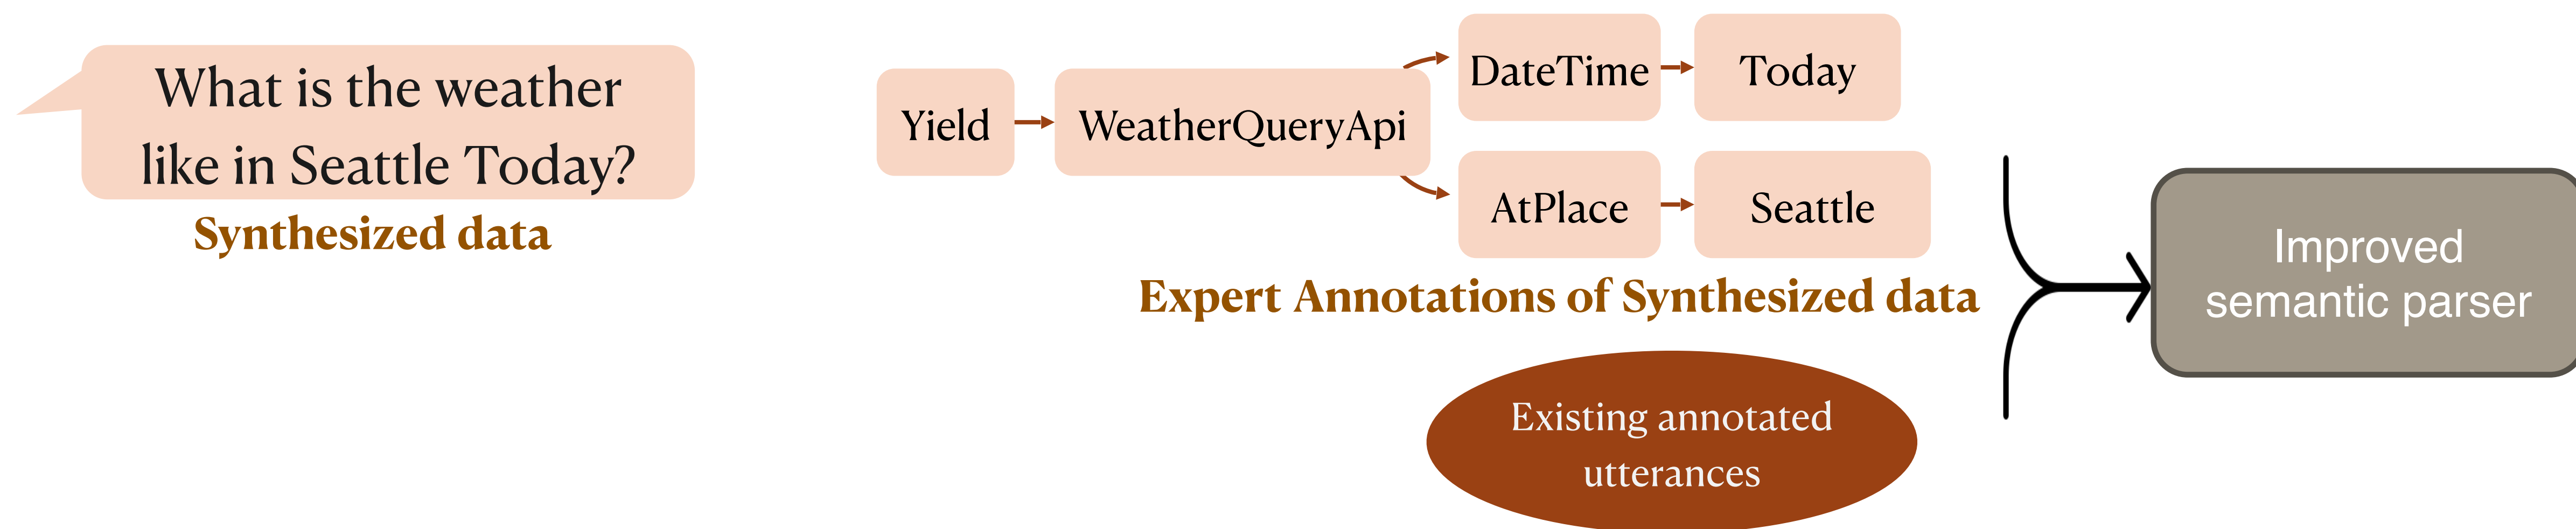 What is the weather
like in Seattle Today?
Synthesized data
Yield
WeatherQueryApi
DateTime
Today
AtPlace
Seattle
Expert Annotations of Synthesized data
Existing annotated
utterances
Improved
semantic parser